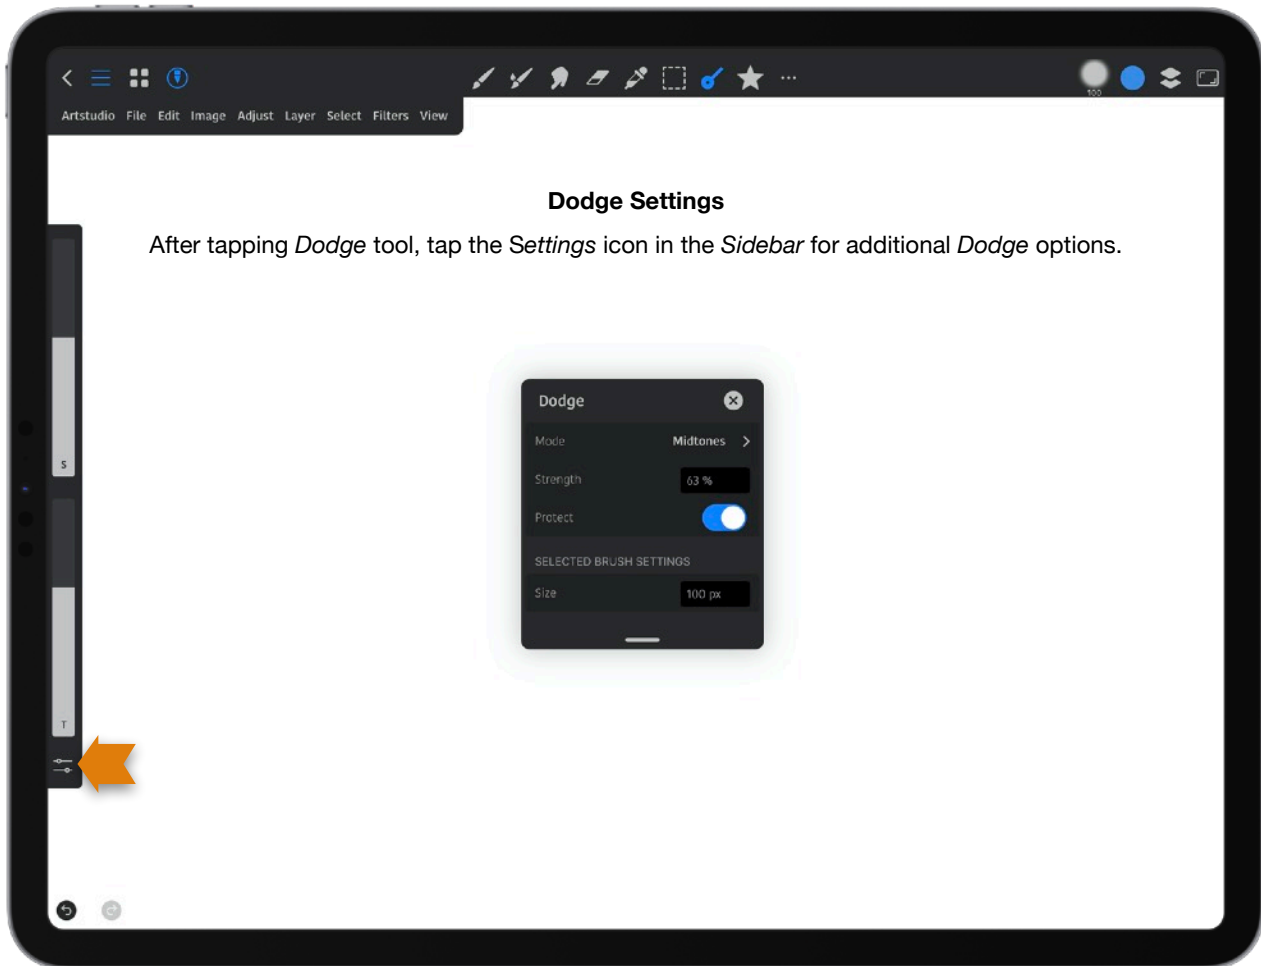 100
Artstudio File Edit Image Adjust Layer Select Filters View
Dodge Settings
After tapping Dodge tool, tap the Settings icon in the Sidebar for additional Dodge options.
Dodge
Mode Midtones
S
Strength 63 %
Protect
SELECTED BRUSH SETTINGS
Size 100 px
T